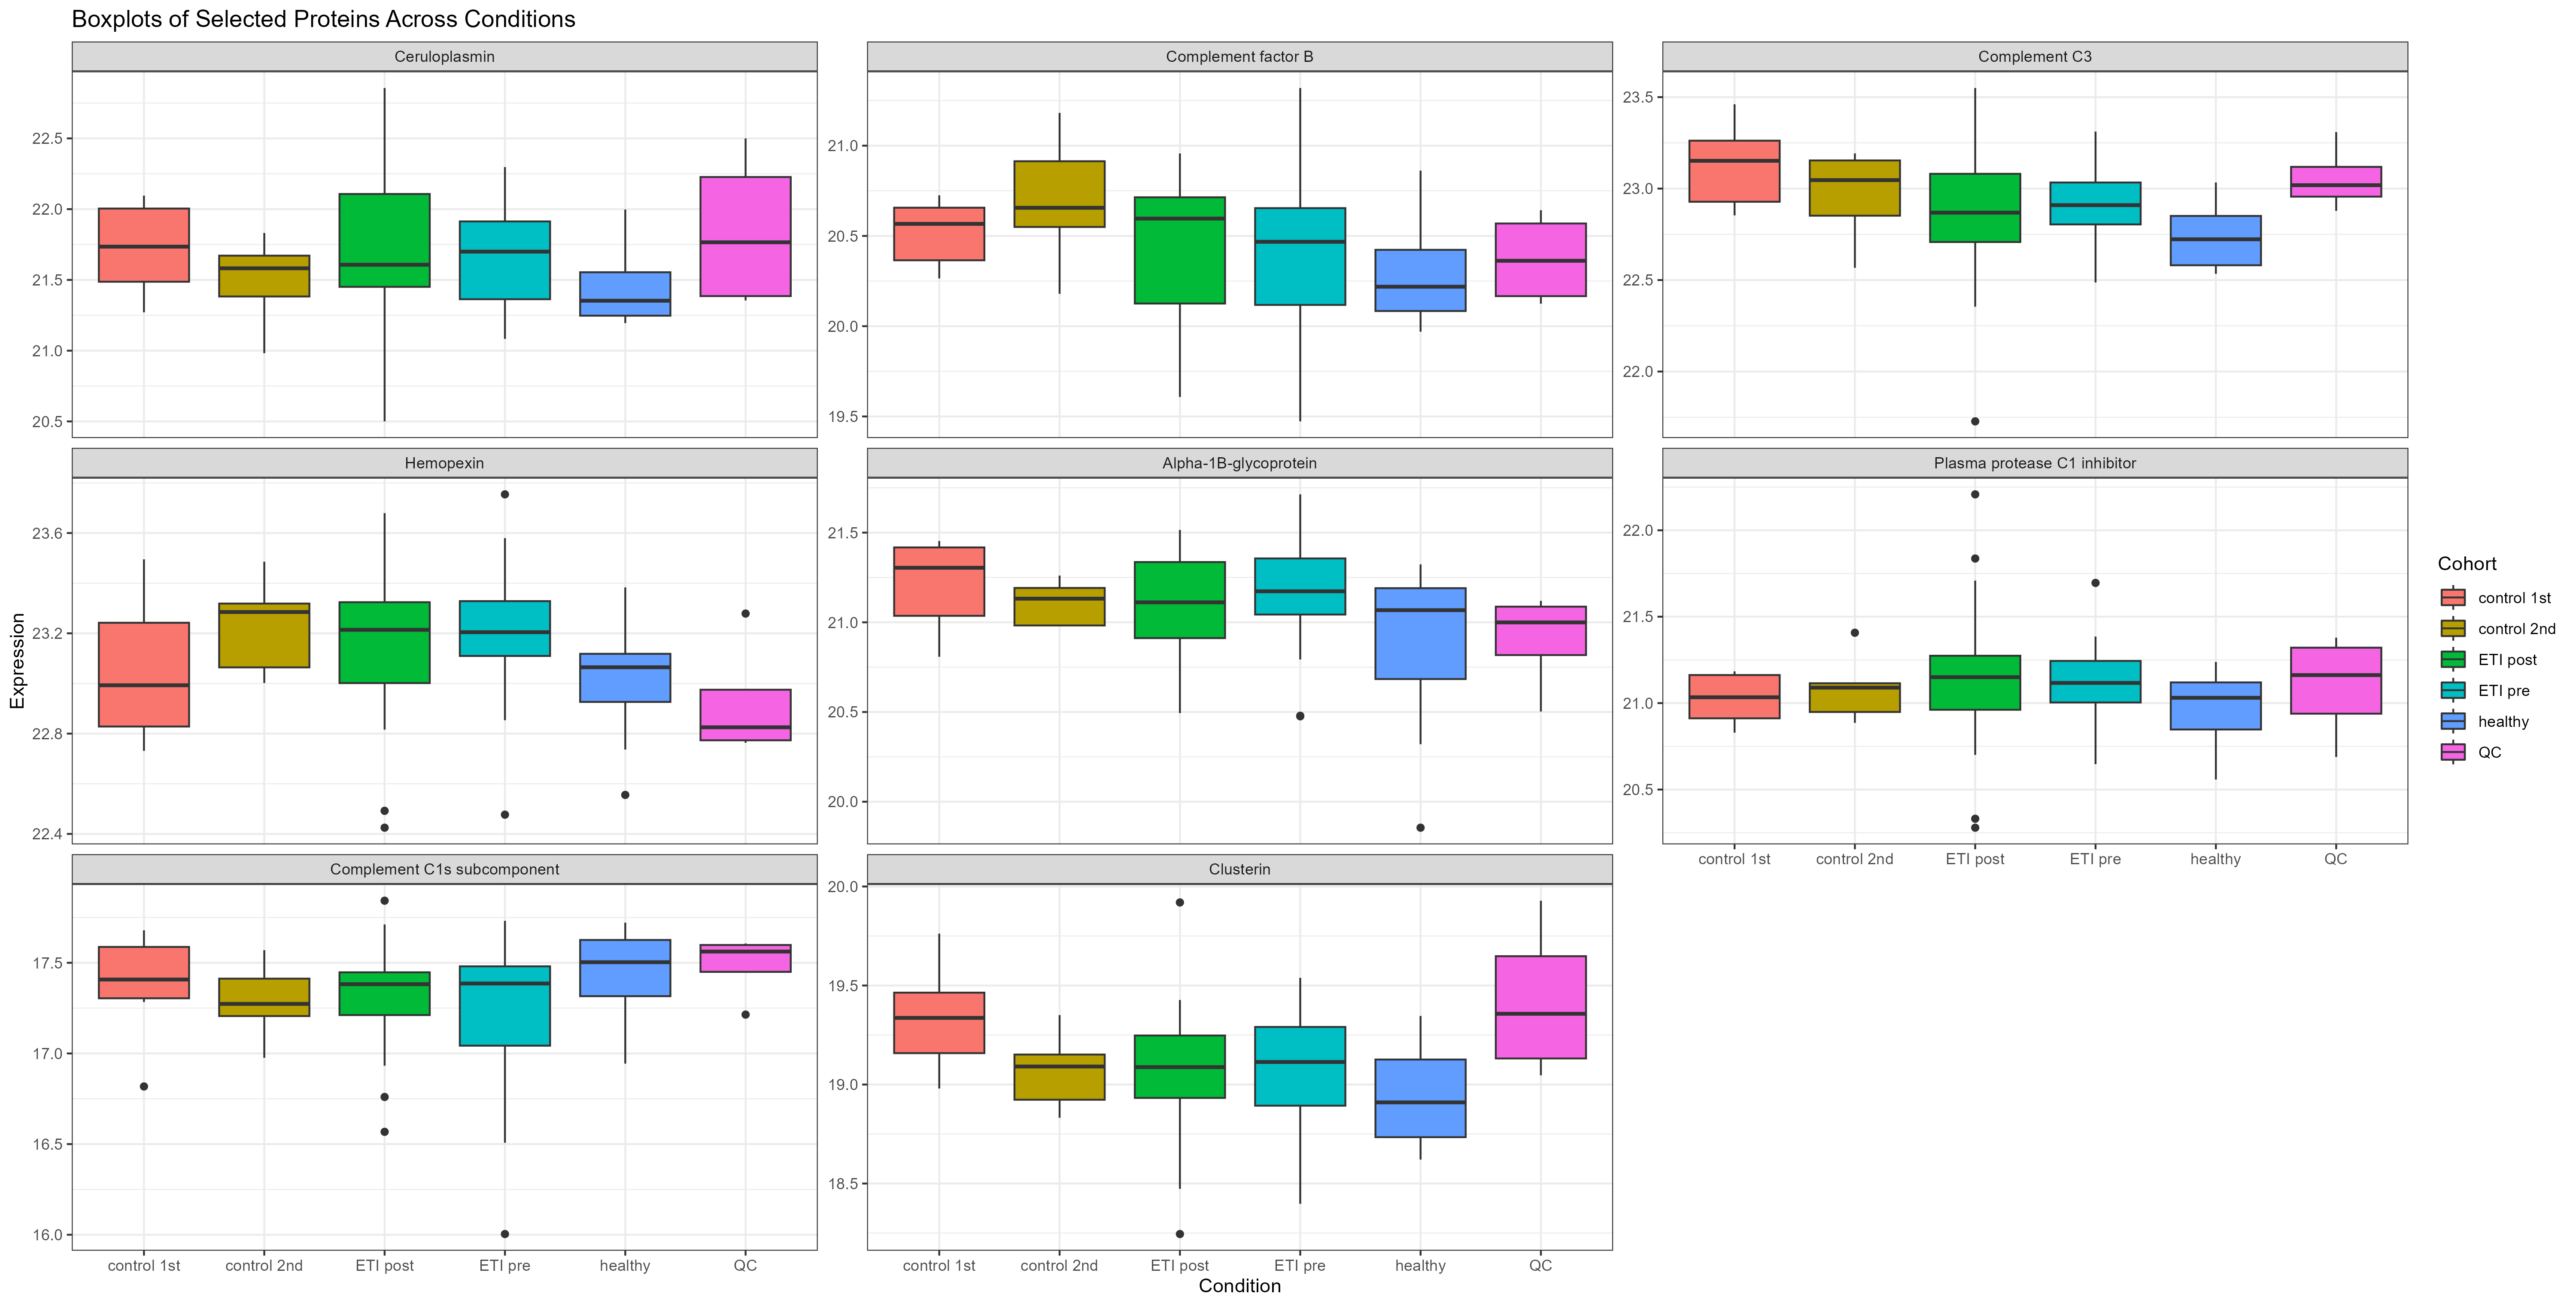 Boxplots of Selected Proteins Across Conditions
Ceruloplasmin
22.5
22.0
21.5
21.0
20.5
Complement factor B
21.0
20.5
20.0
19.5
Complement C3
23.5
23.0
22.5
22.0
Expression
Hemopexin
23.6
23.2
22.8
22.4
Alpha-1B-glycoprotein
21.5
21.0
20.5
20.0
Plasma protease C1 inhibitor
22.0
21.5
21.0
20.5
control 1st control 2nd ETI post ETI pre healthy QC
Complement C1s subcomponent
17.5
17.0
16.5
16.0
control 1st control 2nd ETI post ETI pre healthy QC
Clusterin
20.0
19.5
19.0
18.5
control 1st control 2nd ETI post ETI pre healthy QC
Condition
Cohort
control 1st
control 2nd
ETI post
ETI pre
healthy
QC